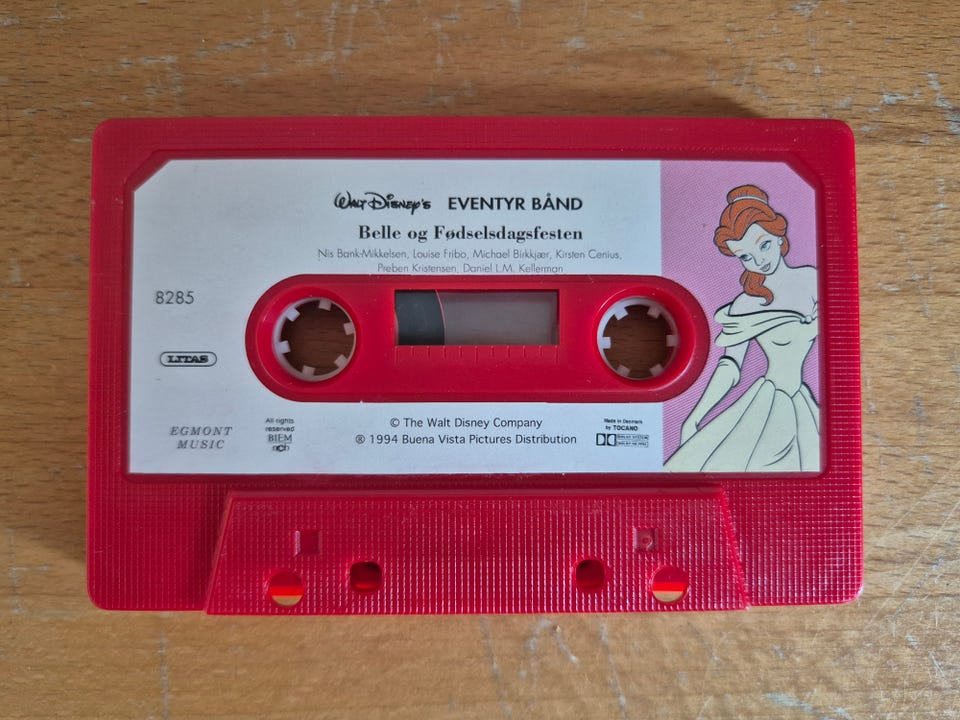 Walt Disney's EVENTYR BÅND
Belle og Fødselsdagsfesten
Nis Bank-Mikkelsen, Louise Fribo, Michael Birkkjær, Kirsten Cenius,
Preben Kristensen, Daniel L.M. Kellerman
8285
LITAS
EGMONT
MUSIC
All rights
reserved
BIEM
ncb
© The Walt Disney Company
℗ 1994 Buena Vista Pictures Distribution
Made in Denmark
by TOCANO
DOLBY SYSTEM